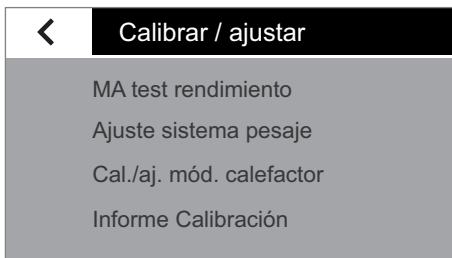 Calibrar / ajustar
MA test rendimiento
Ajuste sistema pesaje
Cal./aj. mód. calefactor
Informe Calibración